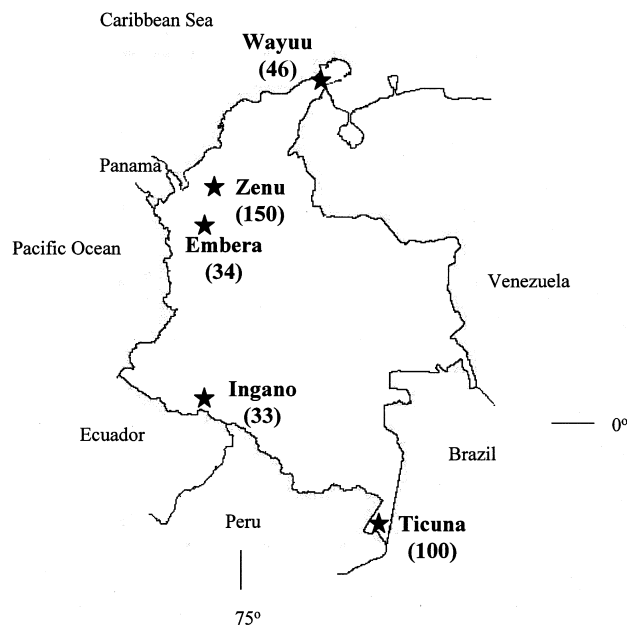 Caribbean Sea
Wayuu
(46)
Panama
Zenu
(150)
Pacific Ocean
Embera
(34)
Venezuela
Ingano
(33)
Ecuador
0°
Brazil
Peru
Ticuna
(100)
75°